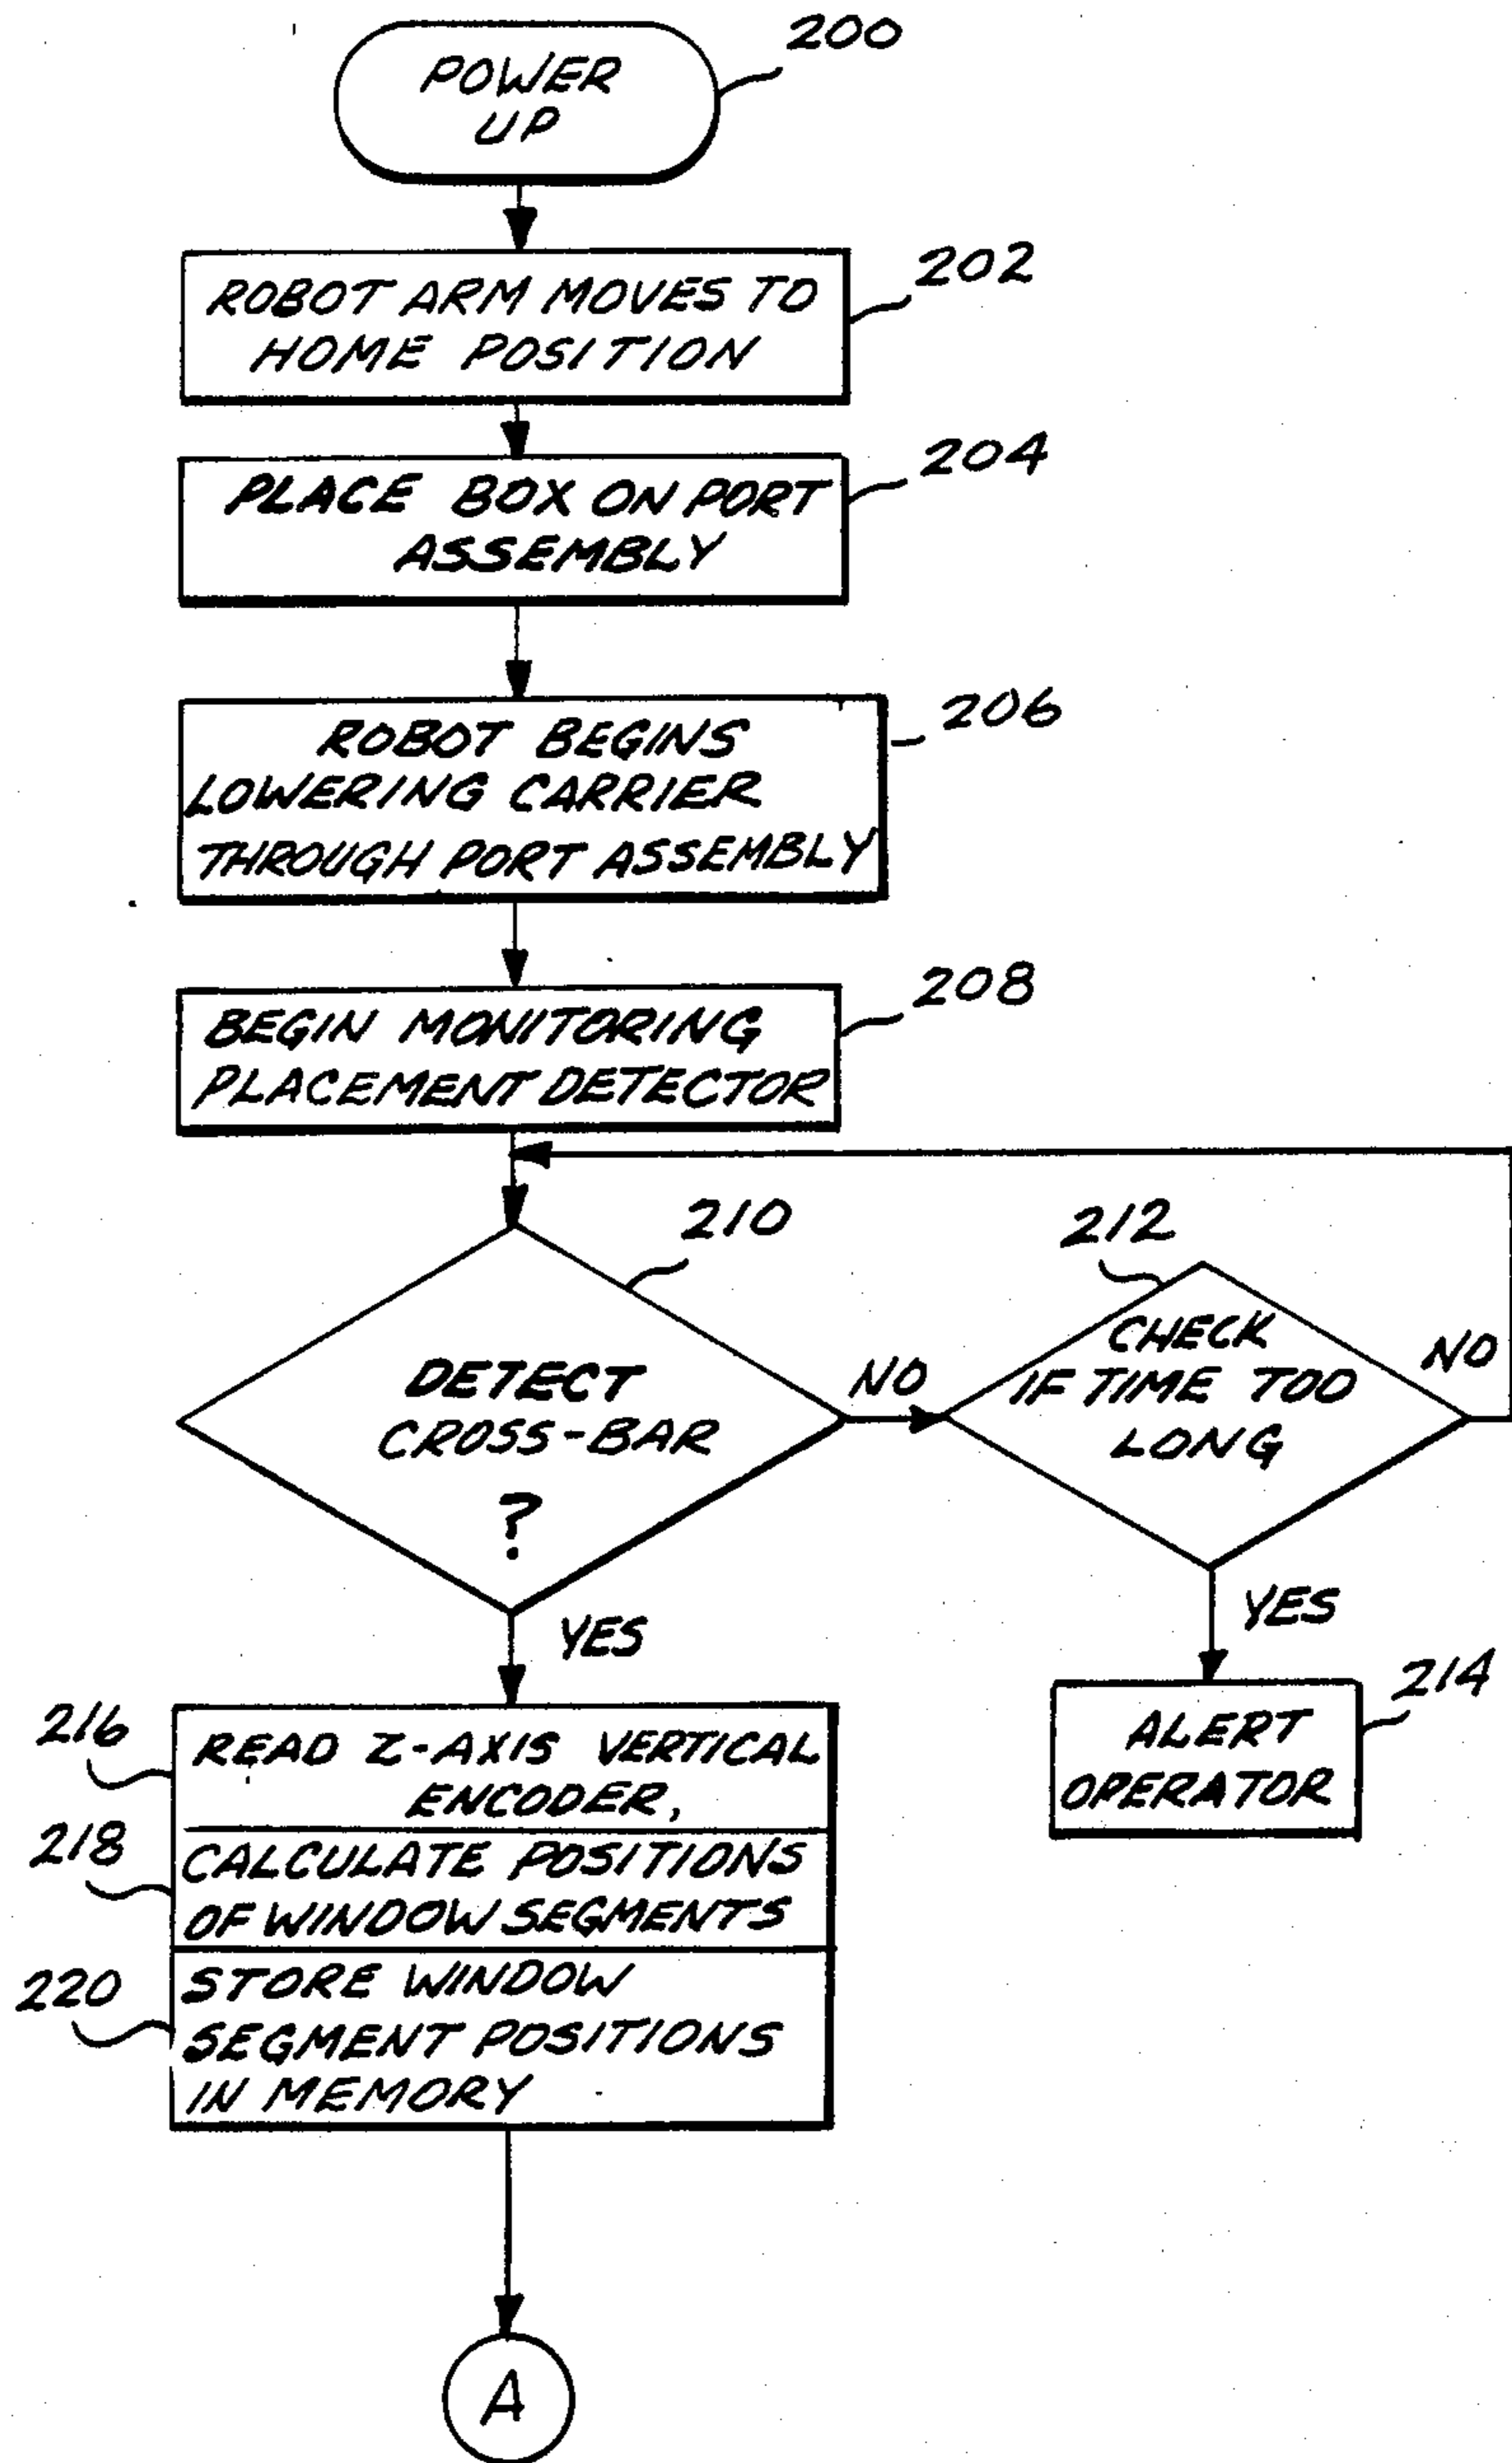 POWER
UP
200
ROBOT ARM MOVES TO
HOME POSITION
202
PLACE BOX ON PORT
ASSEMBLY
204
ROBOT BEGINS
LOWERING CARRIER
THROUGH PORT ASSEMBLY
206
BEGIN MONITORING
PLACEMENT DETECTOR
208
210
DETECT
CROSS-BAR
?
NO
212
CHECK
IF TIME TOO
LONG
NO
YES
YES
214
ALERT
OPERATOR
216
READ Z-AXIS VERTICAL
ENCODER,
218
CALCULATE POSITIONS
OF WINDOW SEGMENTS
220
STORE WINDOW
SEGMENT POSITIONS
IN MEMORY
A